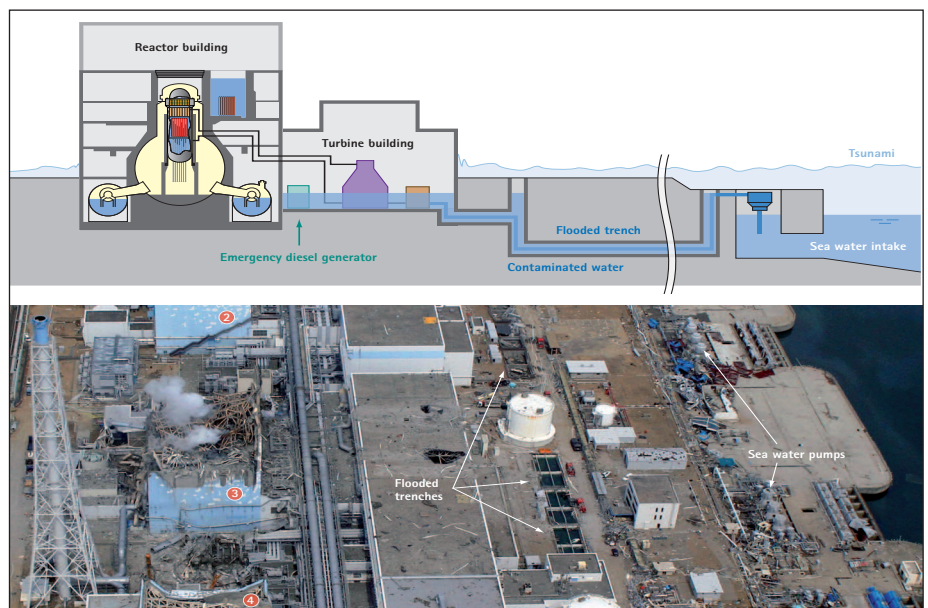 Reactor building
Turbine building
Tsunami
Flooded trench
Sea water intake
Emergency diesel generator
Contaminated water
2
Sea water pumps
Flooded
trenches
3
4